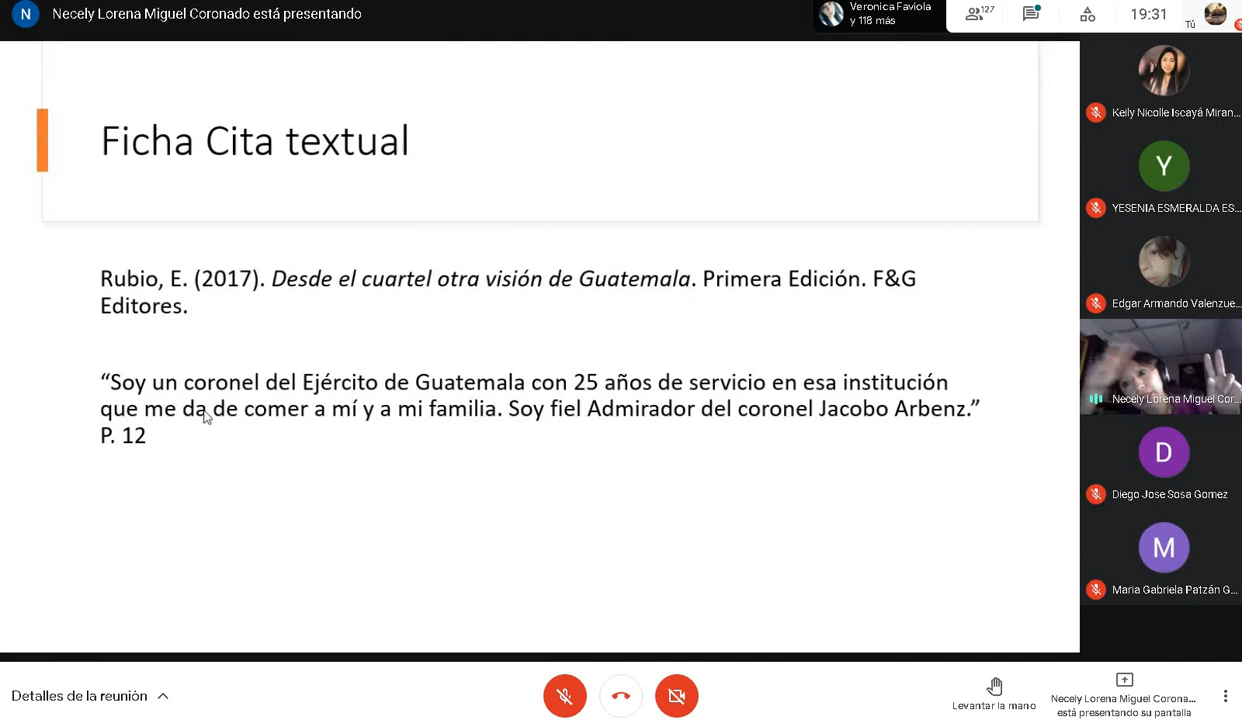 N Necely Lorena Miguel Coronado está presentando
Veronica Faviola
y 118 más
127
19:31
Tú
Ficha Cita textual
Rubio, E. (2017). Desde el cuartel otra visión de Guatemala. Primera Edición. F&G
Editores.
“Soy un coronel del Ejército de Guatemala con 25 años de servicio en esa institución
que me da de comer a mí y a mi familia. Soy fiel Admirador del coronel Jacobo Arbenz.”
P. 12
Keily Nicolle Iscayá Miran...
Y
YESENIA ESMERALDA ES...
Edgar Armando Valenzue...
Necely Lorena Miguel Cor...
D
Diego Jose Sosa Gomez
M
Maria Gabriela Patzán G...
Detalles de la reunión
Levantar la mano
Necely Lorena Miguel Corona...
está presentando su pantalla